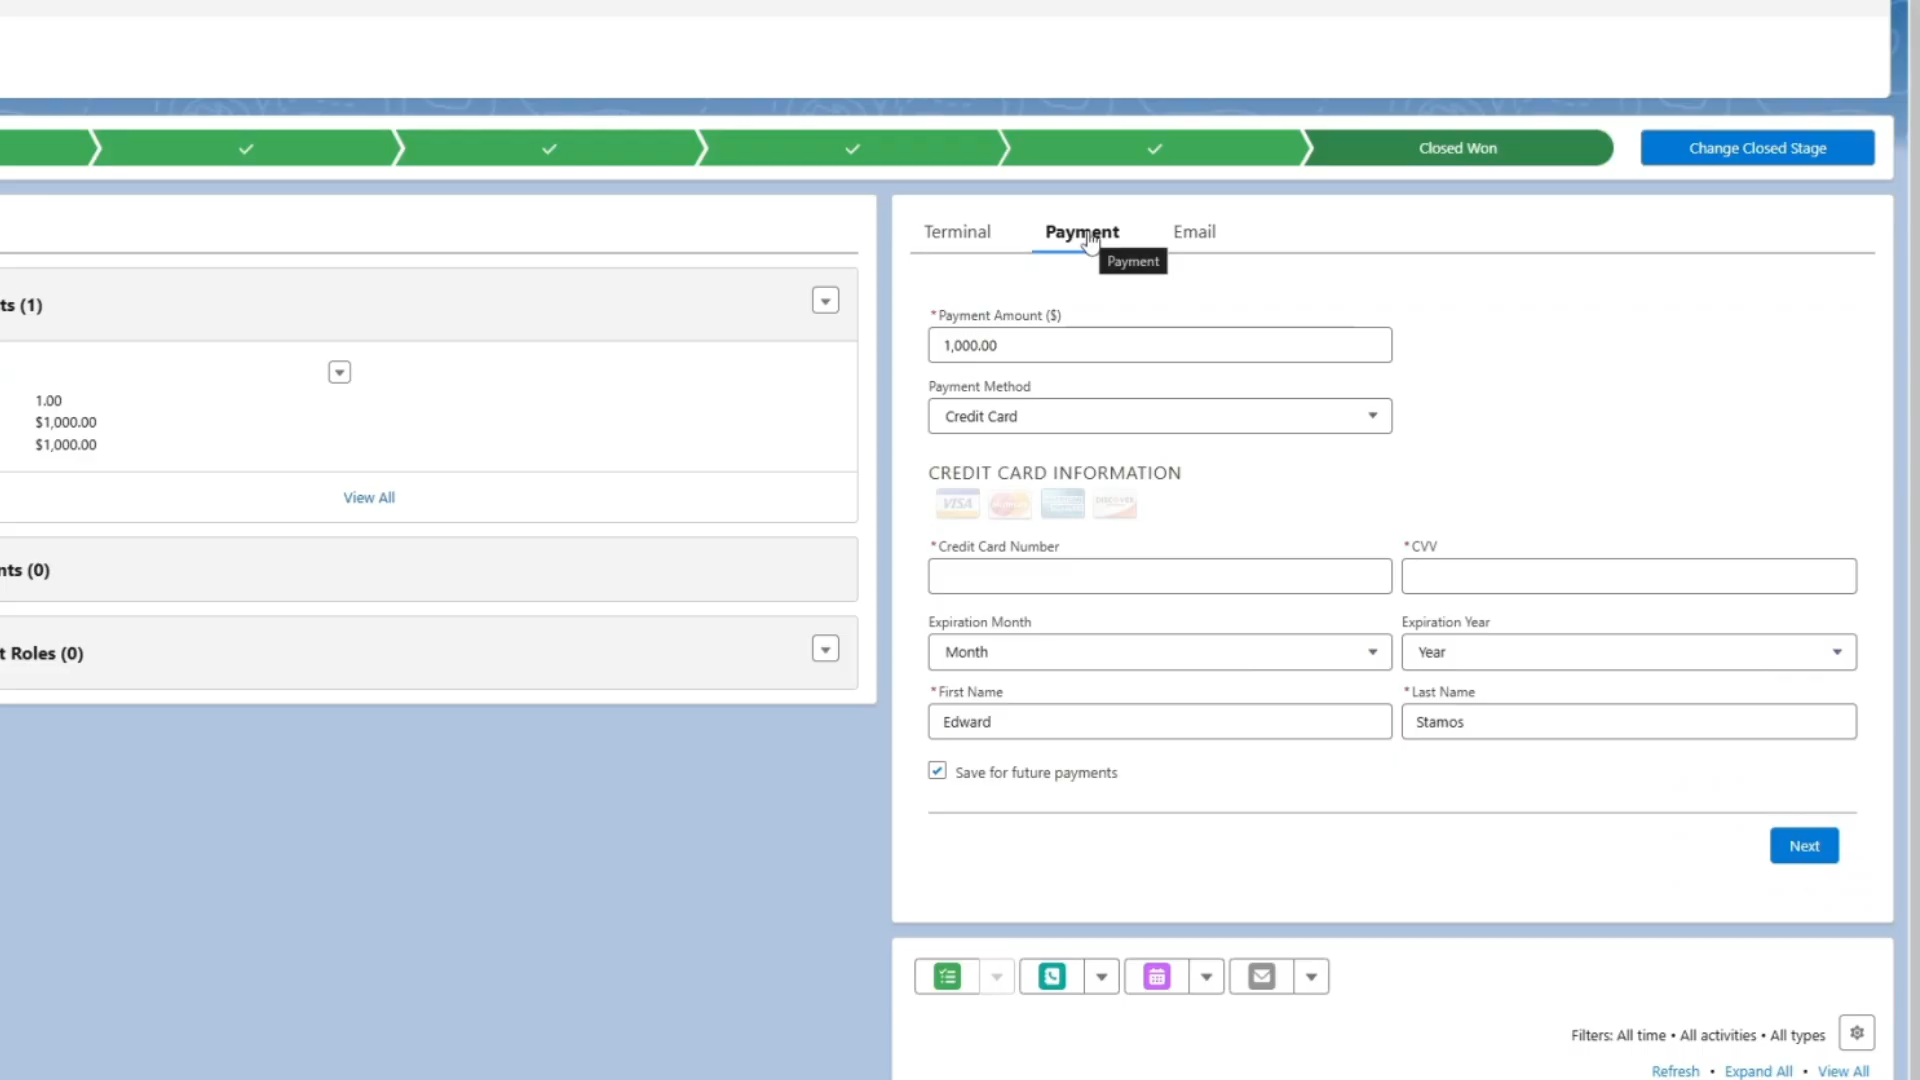 Closed Won
Change Closed Stage
Terminal
Payment
Email
Payment
ts (1)
1.00
$1,000.00
$1,000.00
View All
nts (0)
t Roles (0)
*Payment Amount ($)
1,000.00
Payment Method
Credit Card
CREDIT CARD INFORMATION
VISA
DISCOVER
*Credit Card Number
*CVV
Expiration Month
Expiration Year
Month
Year
*First Name
*Last Name
Edward
Stamos
Save for future payments
Next
Filters: All time • All activities • All types
Refresh • Expand All • View All